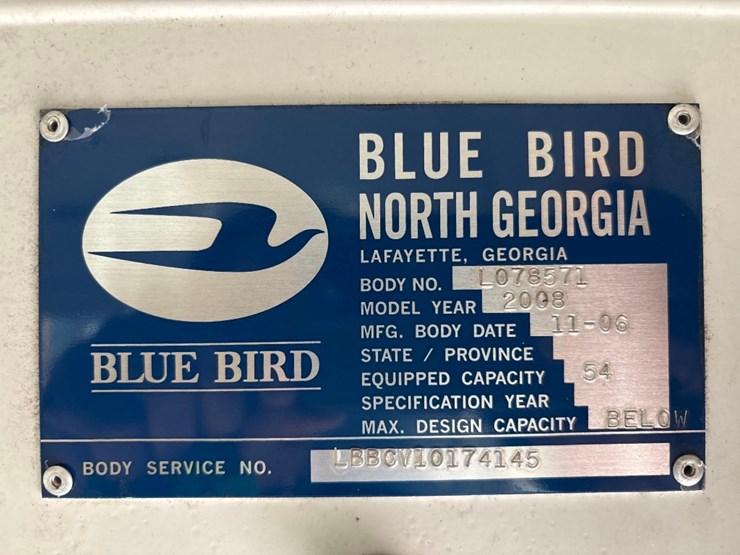 BLUE BIRD
NORTH GEORGIA
LAFAYETTE, GEORGIA
BODY NO. L078571
MODEL YEAR 2008
MFG. BODY DATE 11-06
STATE / PROVINCE
EQUIPPED CAPACITY 54
SPECIFICATION YEAR
MAX. DESIGN CAPACITY BELOW
BLUE BIRD
BODY SERVICE NO. LBBCV10174145